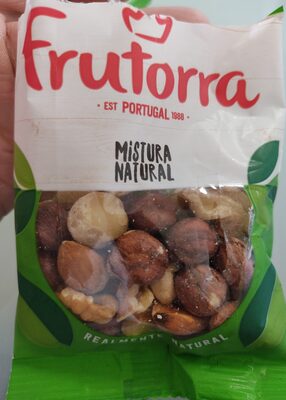 Frutorra
• EST PORTUGAL 1988 •
MiSTURA
NATURAL
REALMENTE NATURAL